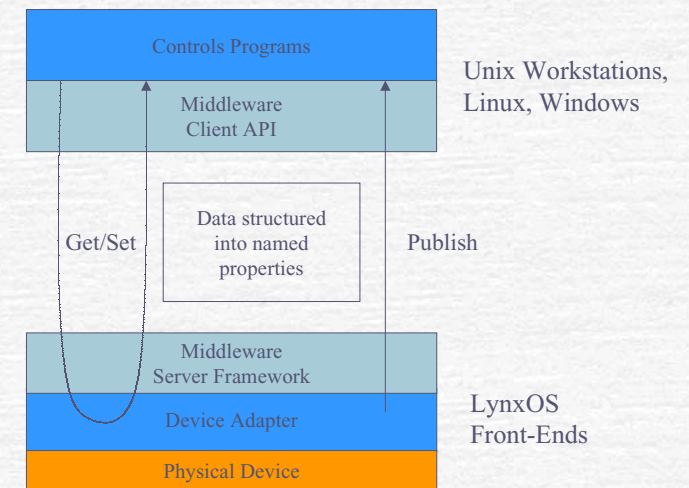 Controls Programs
Unix Workstations,
Linux, Windows
Middleware
Client API
Data structured
into named
properties
Get/Set
Publish
Middleware
Server Framework
Device Adapter
LynxOS
Front-Ends
Physical Device